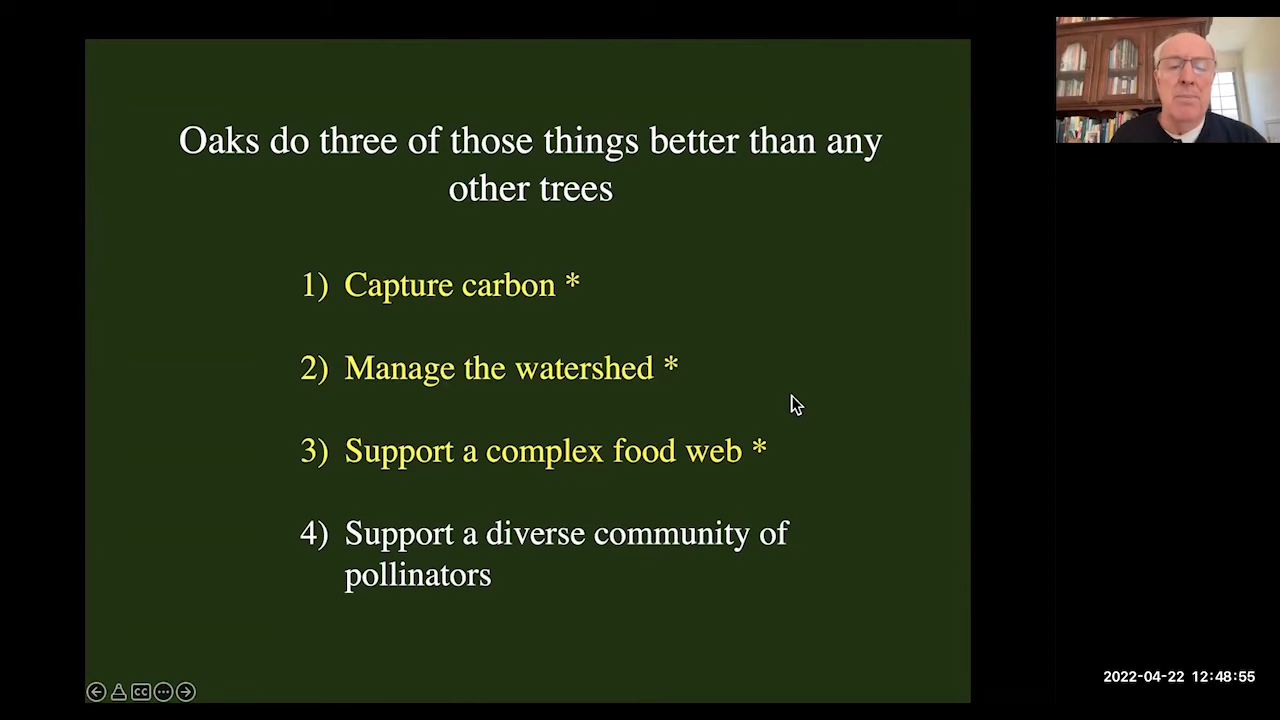 Oaks do three of those things better than any
other trees
1) Capture carbon *
2) Manage the watershed *
3) Support a complex food web *
4) Support a diverse community of
pollinators
CC
2022-04-22 12:48:55